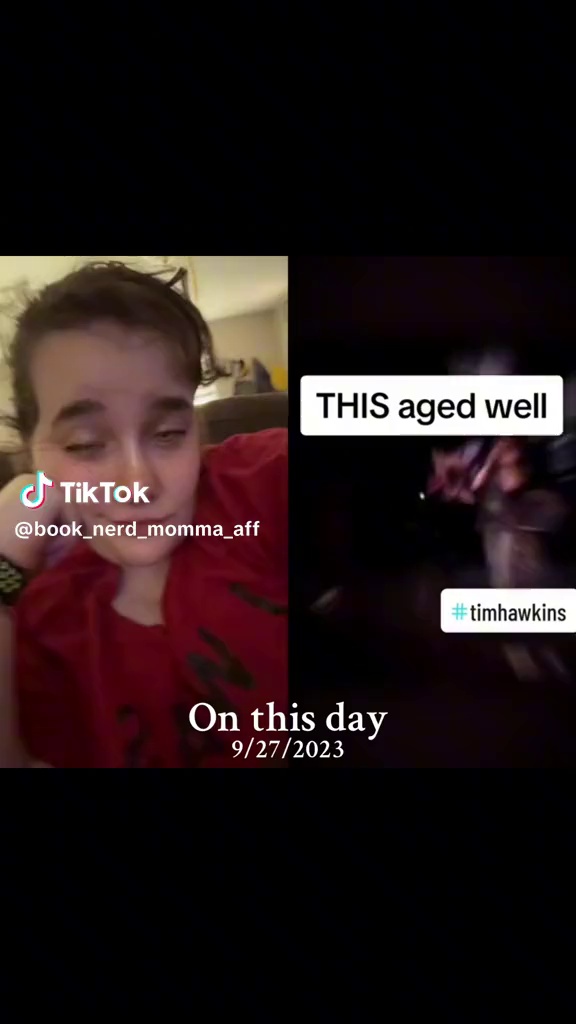 THIS aged well
TikTok
@book_nerd_momma_aff
#timhawkins
On this day
9/27/2023